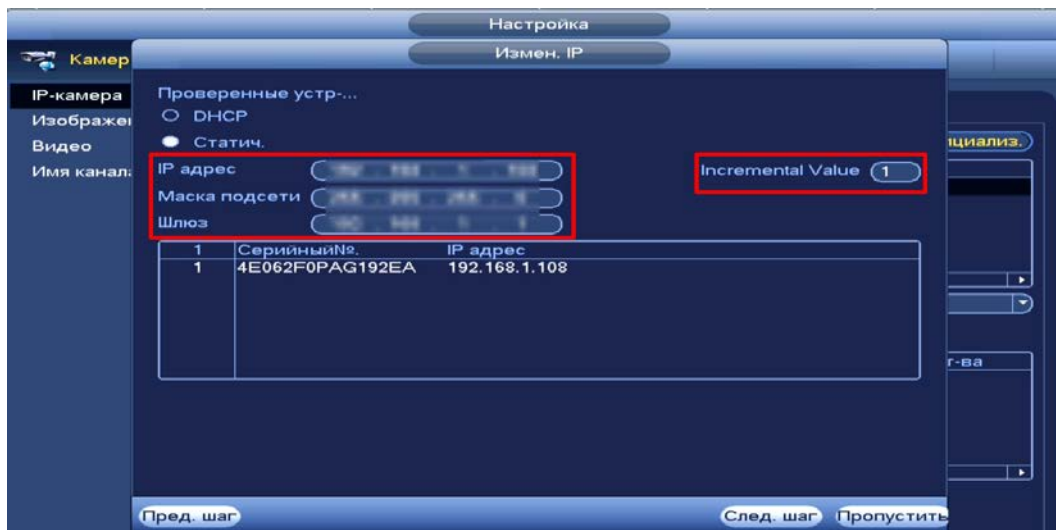 Настройка
Камер
Измен. IP
IP-камера
Изображе
Видео
Имя канал
Проверенные устр-...
DHCP
Статич.
IP адрес
Incremental Value 1
Маска подсети
Шлюз
1 Серийный№. IP адрес
1 4E062F0PAG192EA 192.168.1.108
циализ.)
т-ва
Пред. шаг
След. шаг Пропустить